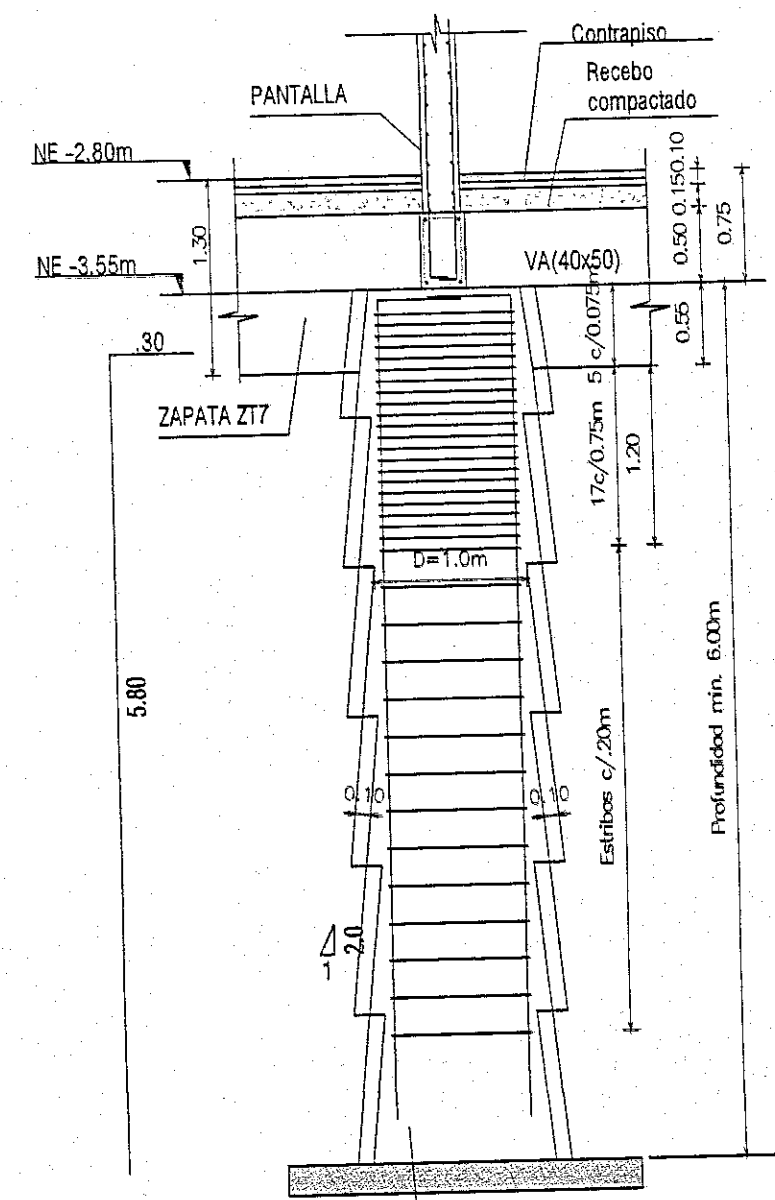 Contrapiso
Recebo
compactado
PANTALLA
NE -2.80m
0.10
0.15
0.50
0.75
1.30
VA(40x50)
NE -3.55m
.30
5 c/0.075m
0.55
ZAPATA ZT7
17c/0.75m
1.20
D=1.0m
5.80
Estribos c/.20m
Profundidad min. 6.00m
0.10
0.10
2.0
1